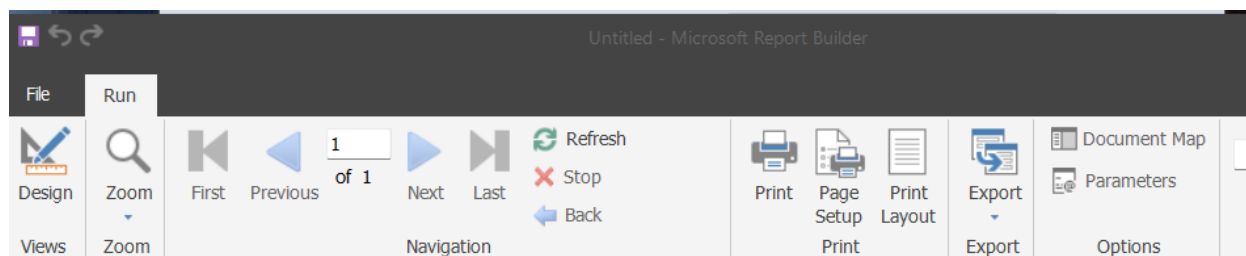 Untitled - Microsoft Report Builder
File Run
Design
Zoom
First Previous
1
of 1
Next Last
Refresh
Stop
Back
Print
Page
Setup
Print
Layout
Export
Document Map
Parameters
Views Zoom Navigation Print Export Options